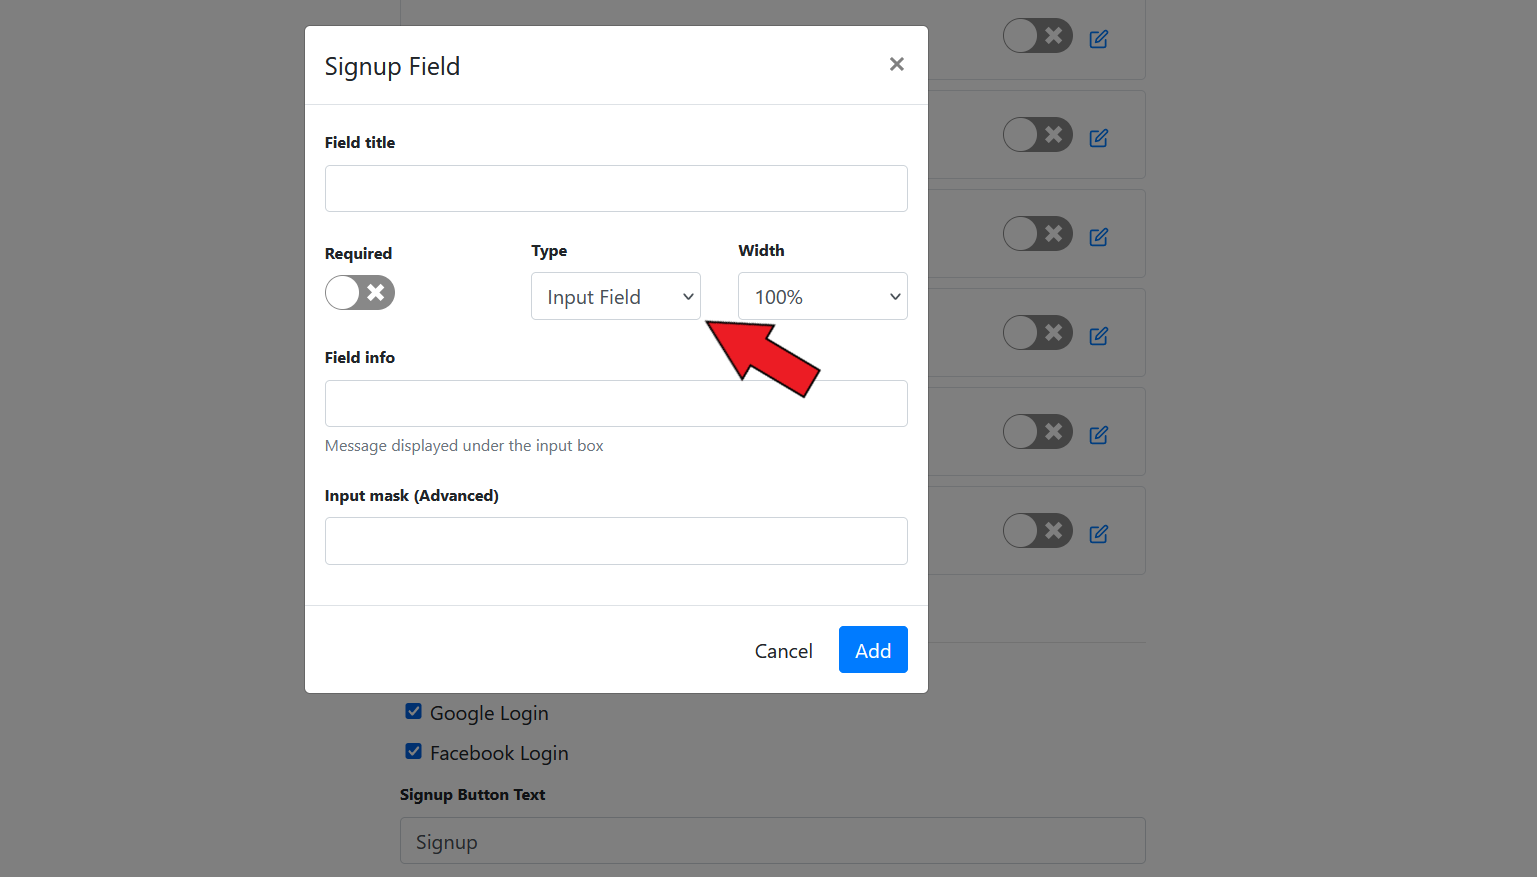 Signup Field
Field title
Required
Type
Width
Input Field
100%
Field info
Message displayed under the input box
Input mask (Advanced)
Cancel
Add
Google Login
Facebook Login
Signup Button Text
Signup